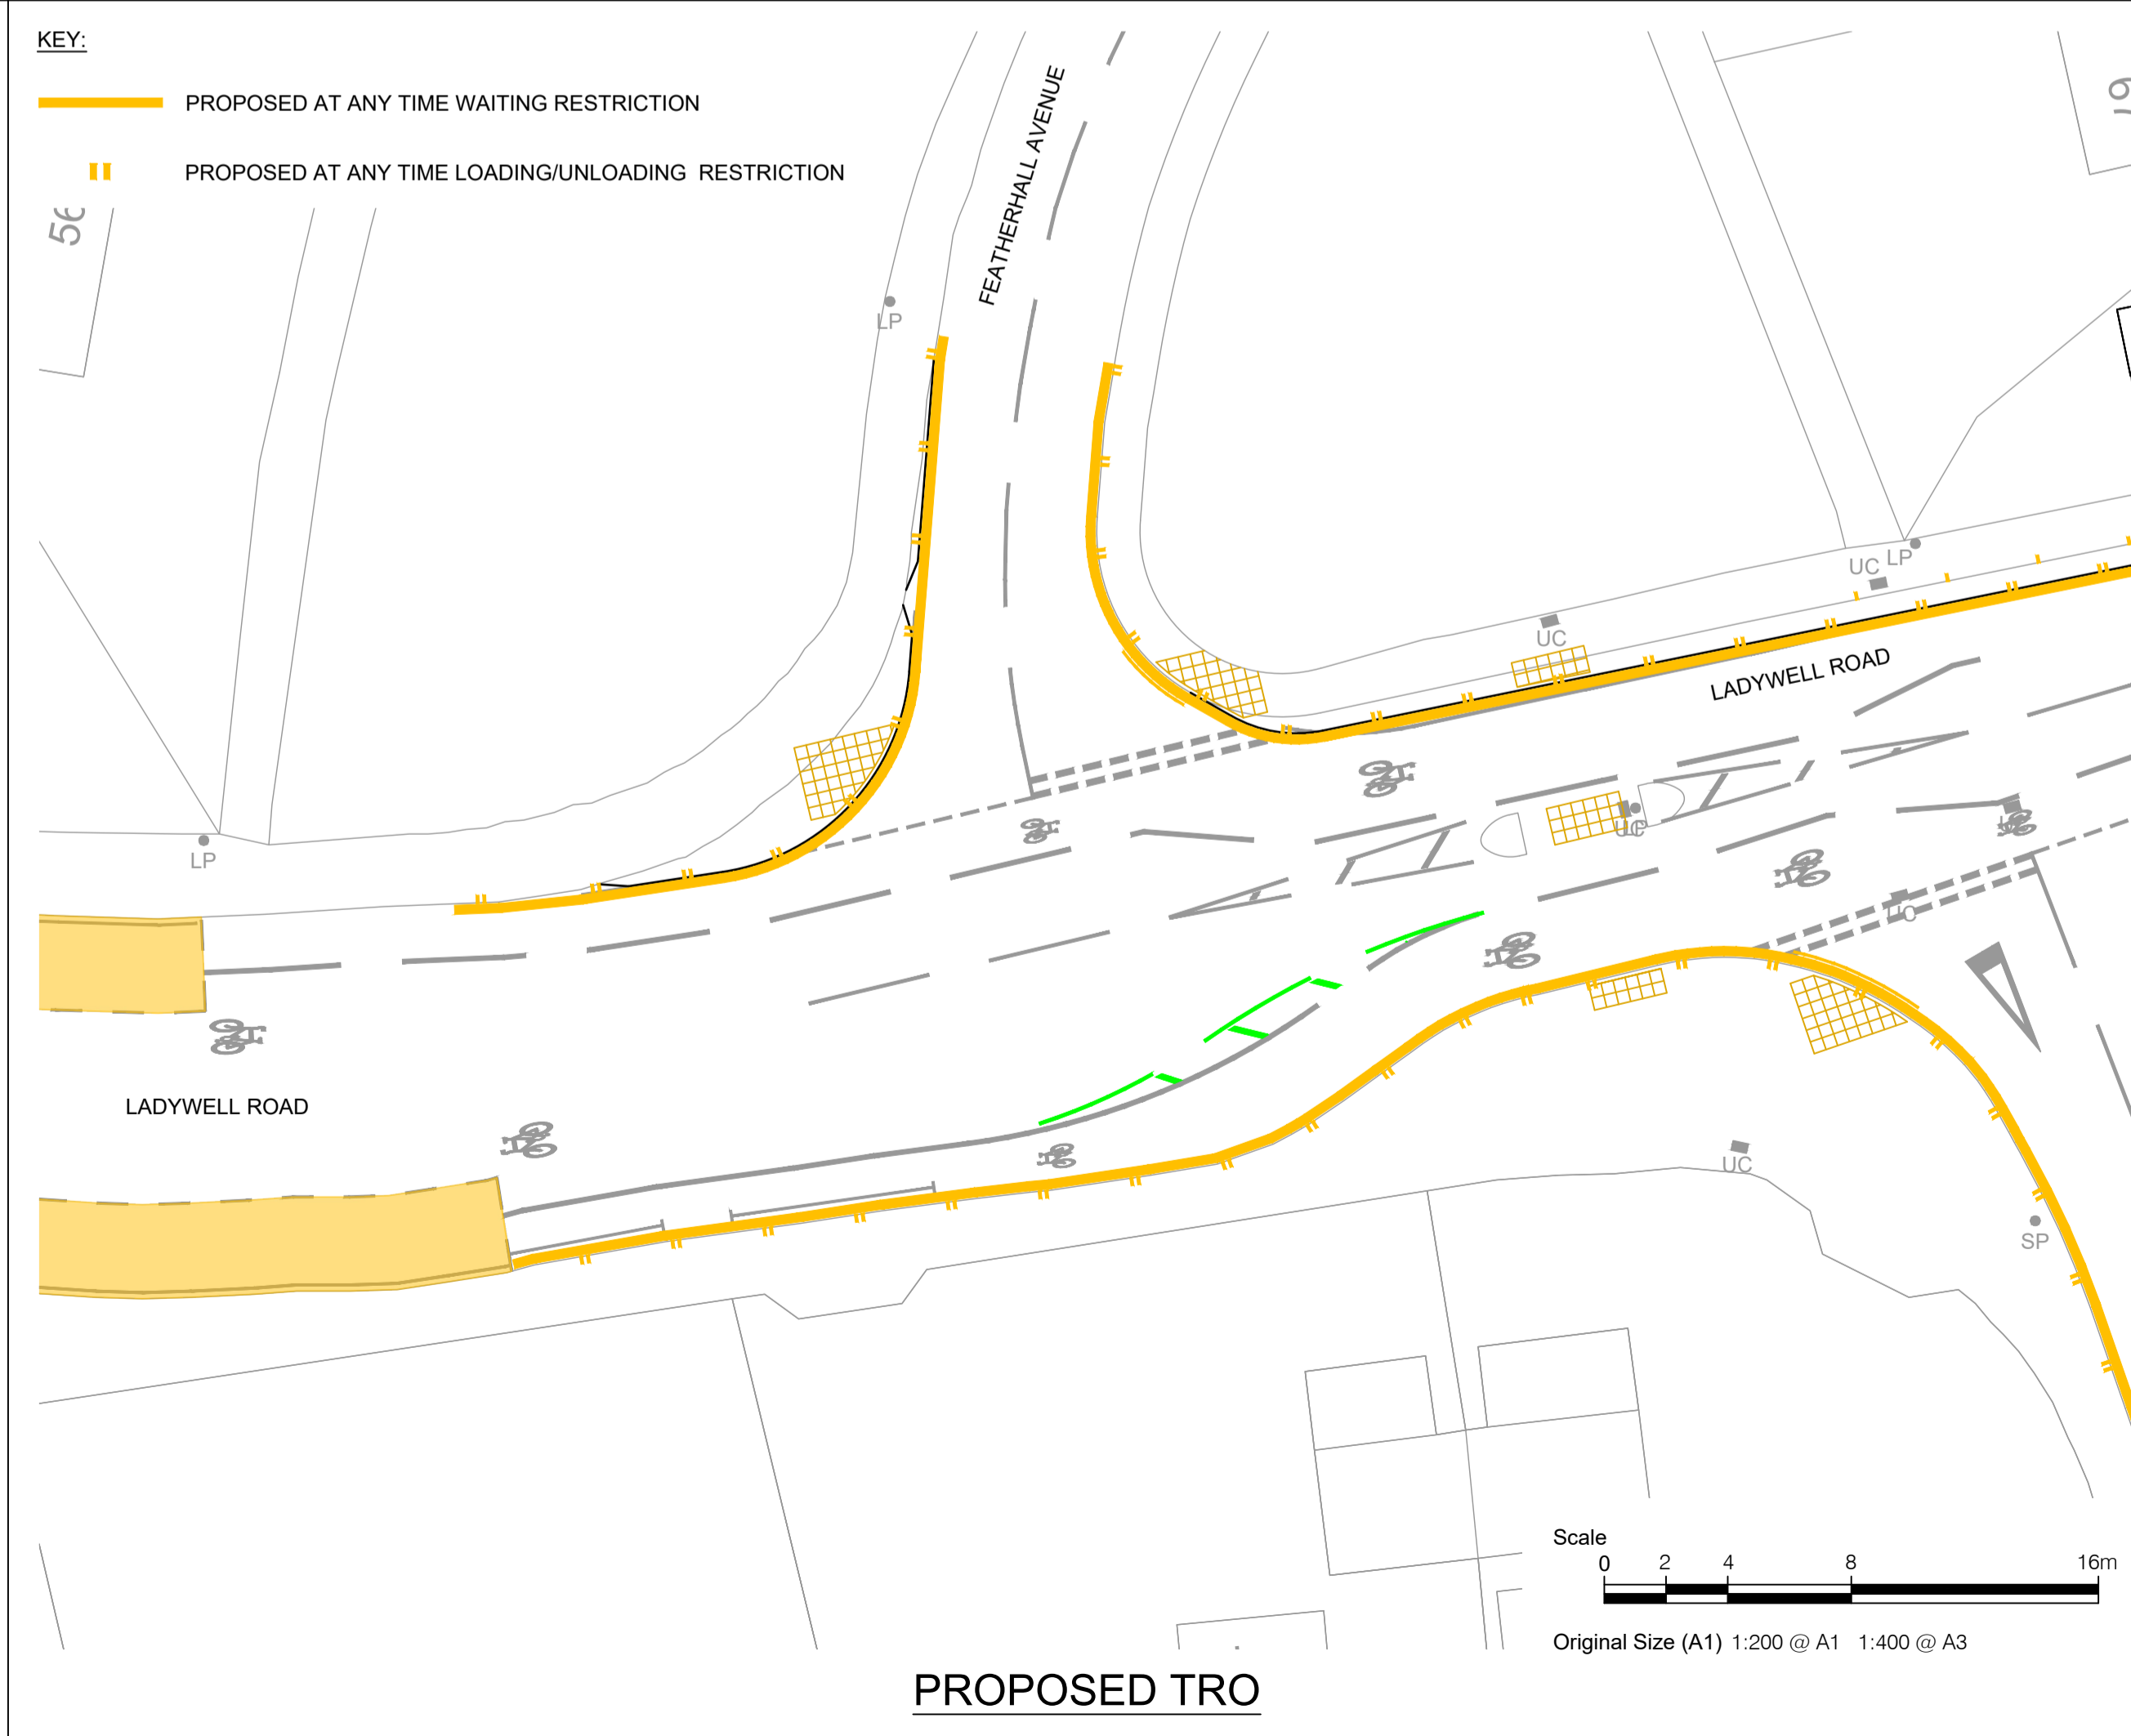 KEY:
PROPOSED AT ANY TIME WAITING RESTRICTION
PROPOSED AT ANY TIME LOADING/UNLOADING RESTRICTION
FEATHERHALL AVENUE
LP
UC
LP
UC
LADYWELL ROAD
LP
UC
LADYWELL ROAD
UC
SP
Scale
0 2 4 8 16m
Original Size (A1) 1:200 @ A1 1:400 @ A3
PROPOSED TRO